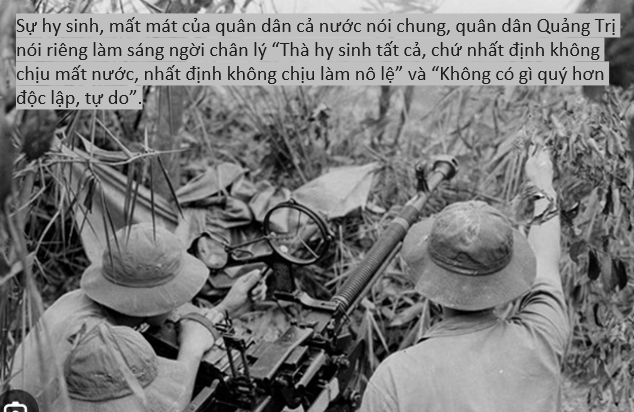 Sự hy sinh, mất mát của quân dân cả nước nói chung, quân dân Quảng Trị
nói riêng làm sáng ngời chân lý “Thà hy sinh tất cả, chứ nhất định không
chịu mất nước, nhất định không chịu làm nô lệ” và “Không có gì quý hơn
độc lập, tự do”.